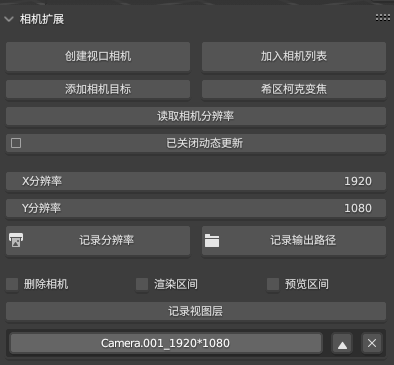 相机扩展
创建视口相机 加入相机列表
添加相机目标 希区柯克变焦
读取相机分辨率
已关闭动态更新
X分辨率 1920
Y分辨率 1080
记录分辨率 记录输出路径
删除相机 渲染区间 预览区间
记录视图层
Camera.001_1920*1080